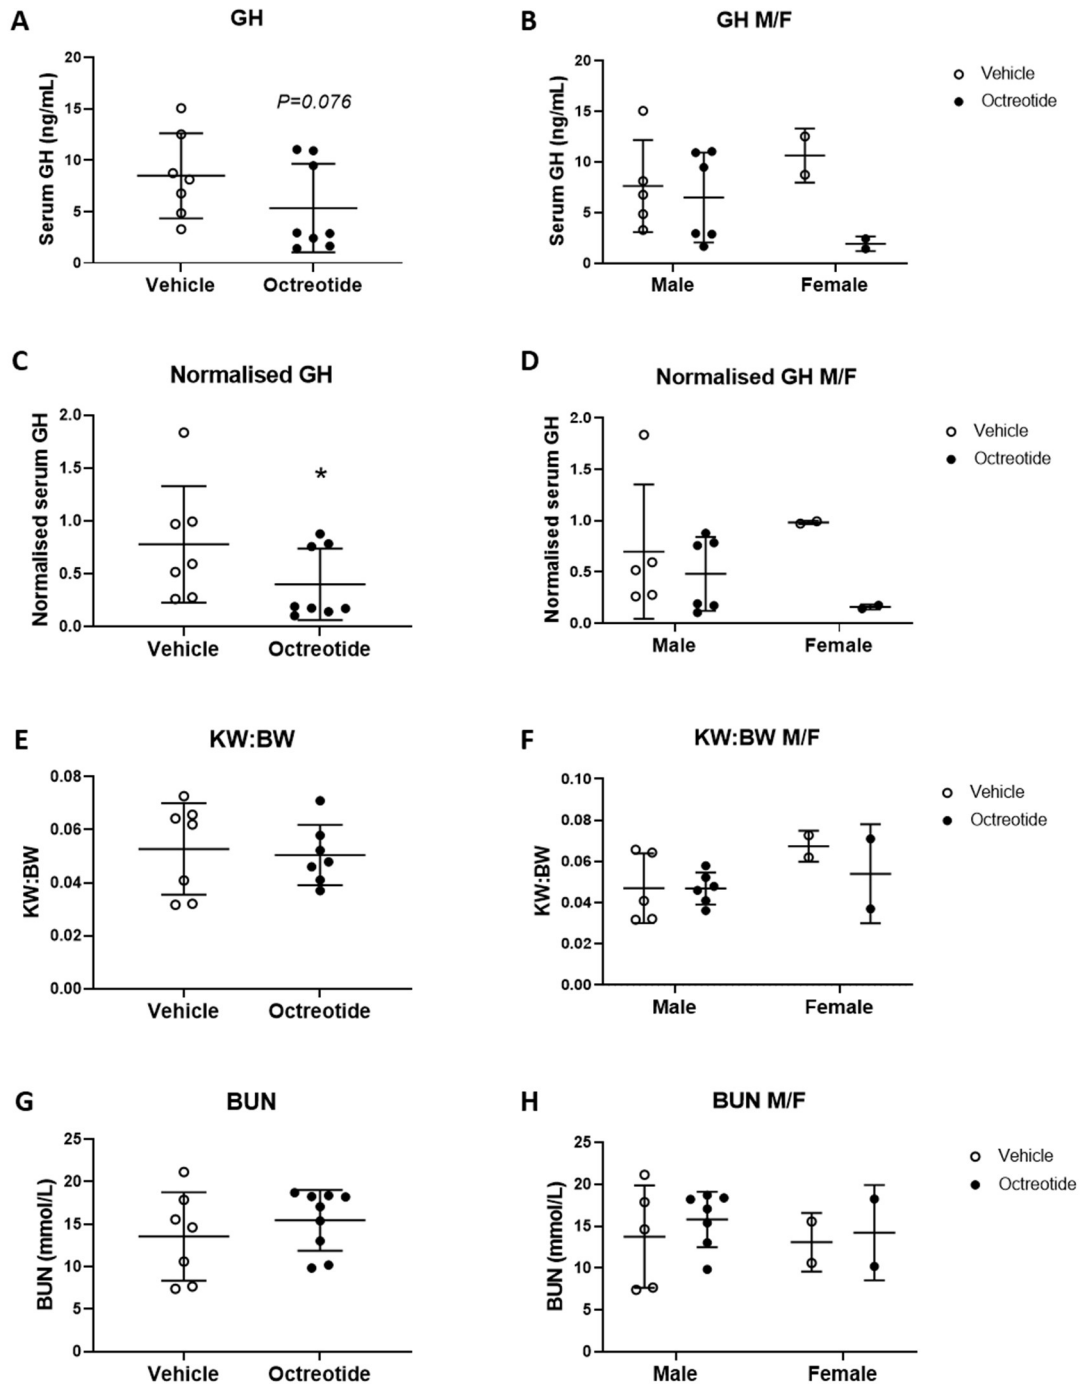 A
GH
Serum GH (ng/mL)
20
15
10
5
0
P=0.076
Vehicle
Octreotide
B
GH M/F
Serum GH (ng/mL)
20
15
10
5
0
Male
Female
Vehicle
Octreotide
C
Normalised GH
Normalised serum GH
2.0
1.5
1.0
0.5
0.0
*
Vehicle
Octreotide
D
Normalised GH M/F
Normalised serum GH
2.0
1.5
1.0
0.5
0.0
Male
Female
Vehicle
Octreotide
E
KW:BW
KW:BW
0.08
0.06
0.04
0.02
0.00
Vehicle
Octreotide
F
KW:BW M/F
KW:BW
0.10
0.08
0.06
0.04
0.02
0.00
Male
Female
Vehicle
Octreotide
G
BUN
BUN (mmol/L)
25
20
15
10
5
0
Vehicle
Octreotide
H
BUN M/F
BUN (mmol/L)
25
20
15
10
5
0
Male
Female
Vehicle
Octreotide